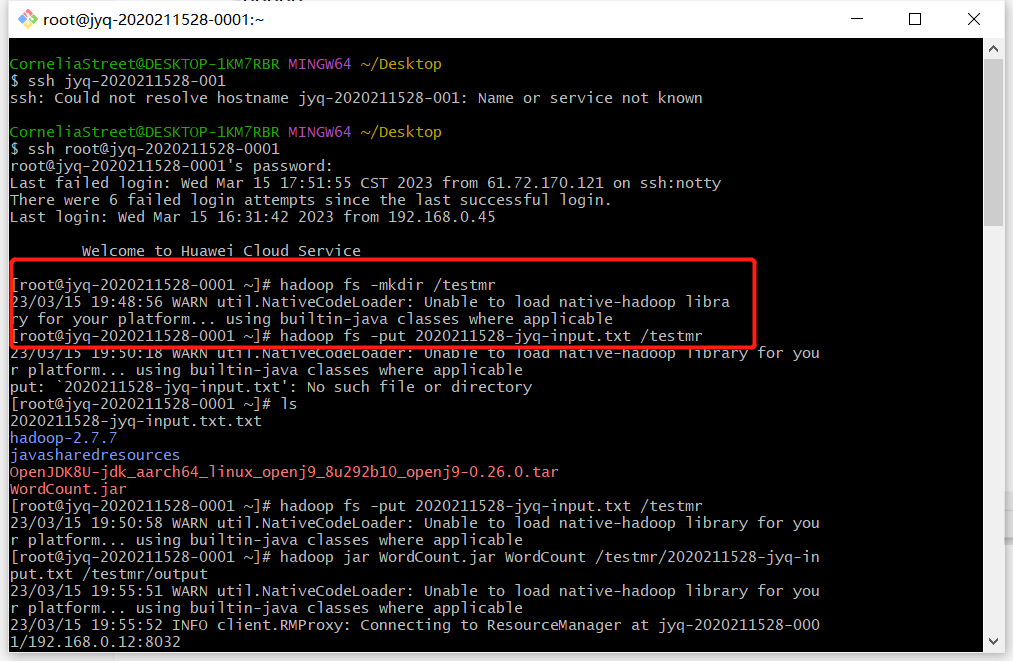 root@jyq-2020211528-0001:~
CorneliaStreet@DESKTOP-1KM7RBR MINGW64 ~/Desktop
$ ssh jyq-2020211528-001
ssh: Could not resolve hostname jyq-2020211528-001: Name or service not known
CorneliaStreet@DESKTOP-1KM7RBR MINGW64 ~/Desktop
$ ssh root@jyq-2020211528-0001
root@jyq-2020211528-0001's password:
Last failed login: Wed Mar 15 17:51:55 CST 2023 from 61.72.170.121 on ssh:notty
There were 6 failed login attempts since the last successful login.
Last login: Wed Mar 15 16:31:42 2023 from 192.168.0.45
Welcome to Huawei Cloud Service
[root@jyq-2020211528-0001 ~]# hadoop fs -mkdir /testmr
23/03/15 19:48:56 WARN util.NativeCodeLoader: Unable to load native-hadoop libra
ry for your platform... using builtin-java classes where applicable
[root@jyq-2020211528-0001 ~]# hadoop fs -put 2020211528-jyq-input.txt /testmr
23/03/15 19:50:18 WARN util.NativeCodeLoader: Unable to load native-hadoop library for you
r platform... using builtin-java classes where applicable
put: `2020211528-jyq-input.txt': No such file or directory
[root@jyq-2020211528-0001 ~]# ls
2020211528-jyq-input.txt.txt
hadoop-2.7.7
javasharedresources
OpenJDK8U-jdk_aarch64_linux_openj9_8u292b10_openj9-0.26.0.tar
WordCount.jar
[root@jyq-2020211528-0001 ~]# hadoop fs -put 2020211528-jyq-input.txt /testmr
23/03/15 19:50:58 WARN util.NativeCodeLoader: Unable to load native-hadoop library for you
r platform... using builtin-java classes where applicable
[root@jyq-2020211528-0001 ~]# hadoop jar WordCount.jar WordCount /testmr/2020211528-jyq-in
put.txt /testmr/output
23/03/15 19:55:51 WARN util.NativeCodeLoader: Unable to load native-hadoop library for you
r platform... using builtin-java classes where applicable
23/03/15 19:55:52 INFO client.RMProxy: Connecting to ResourceManager at jyq-2020211528-000
1/192.168.0.12:8032